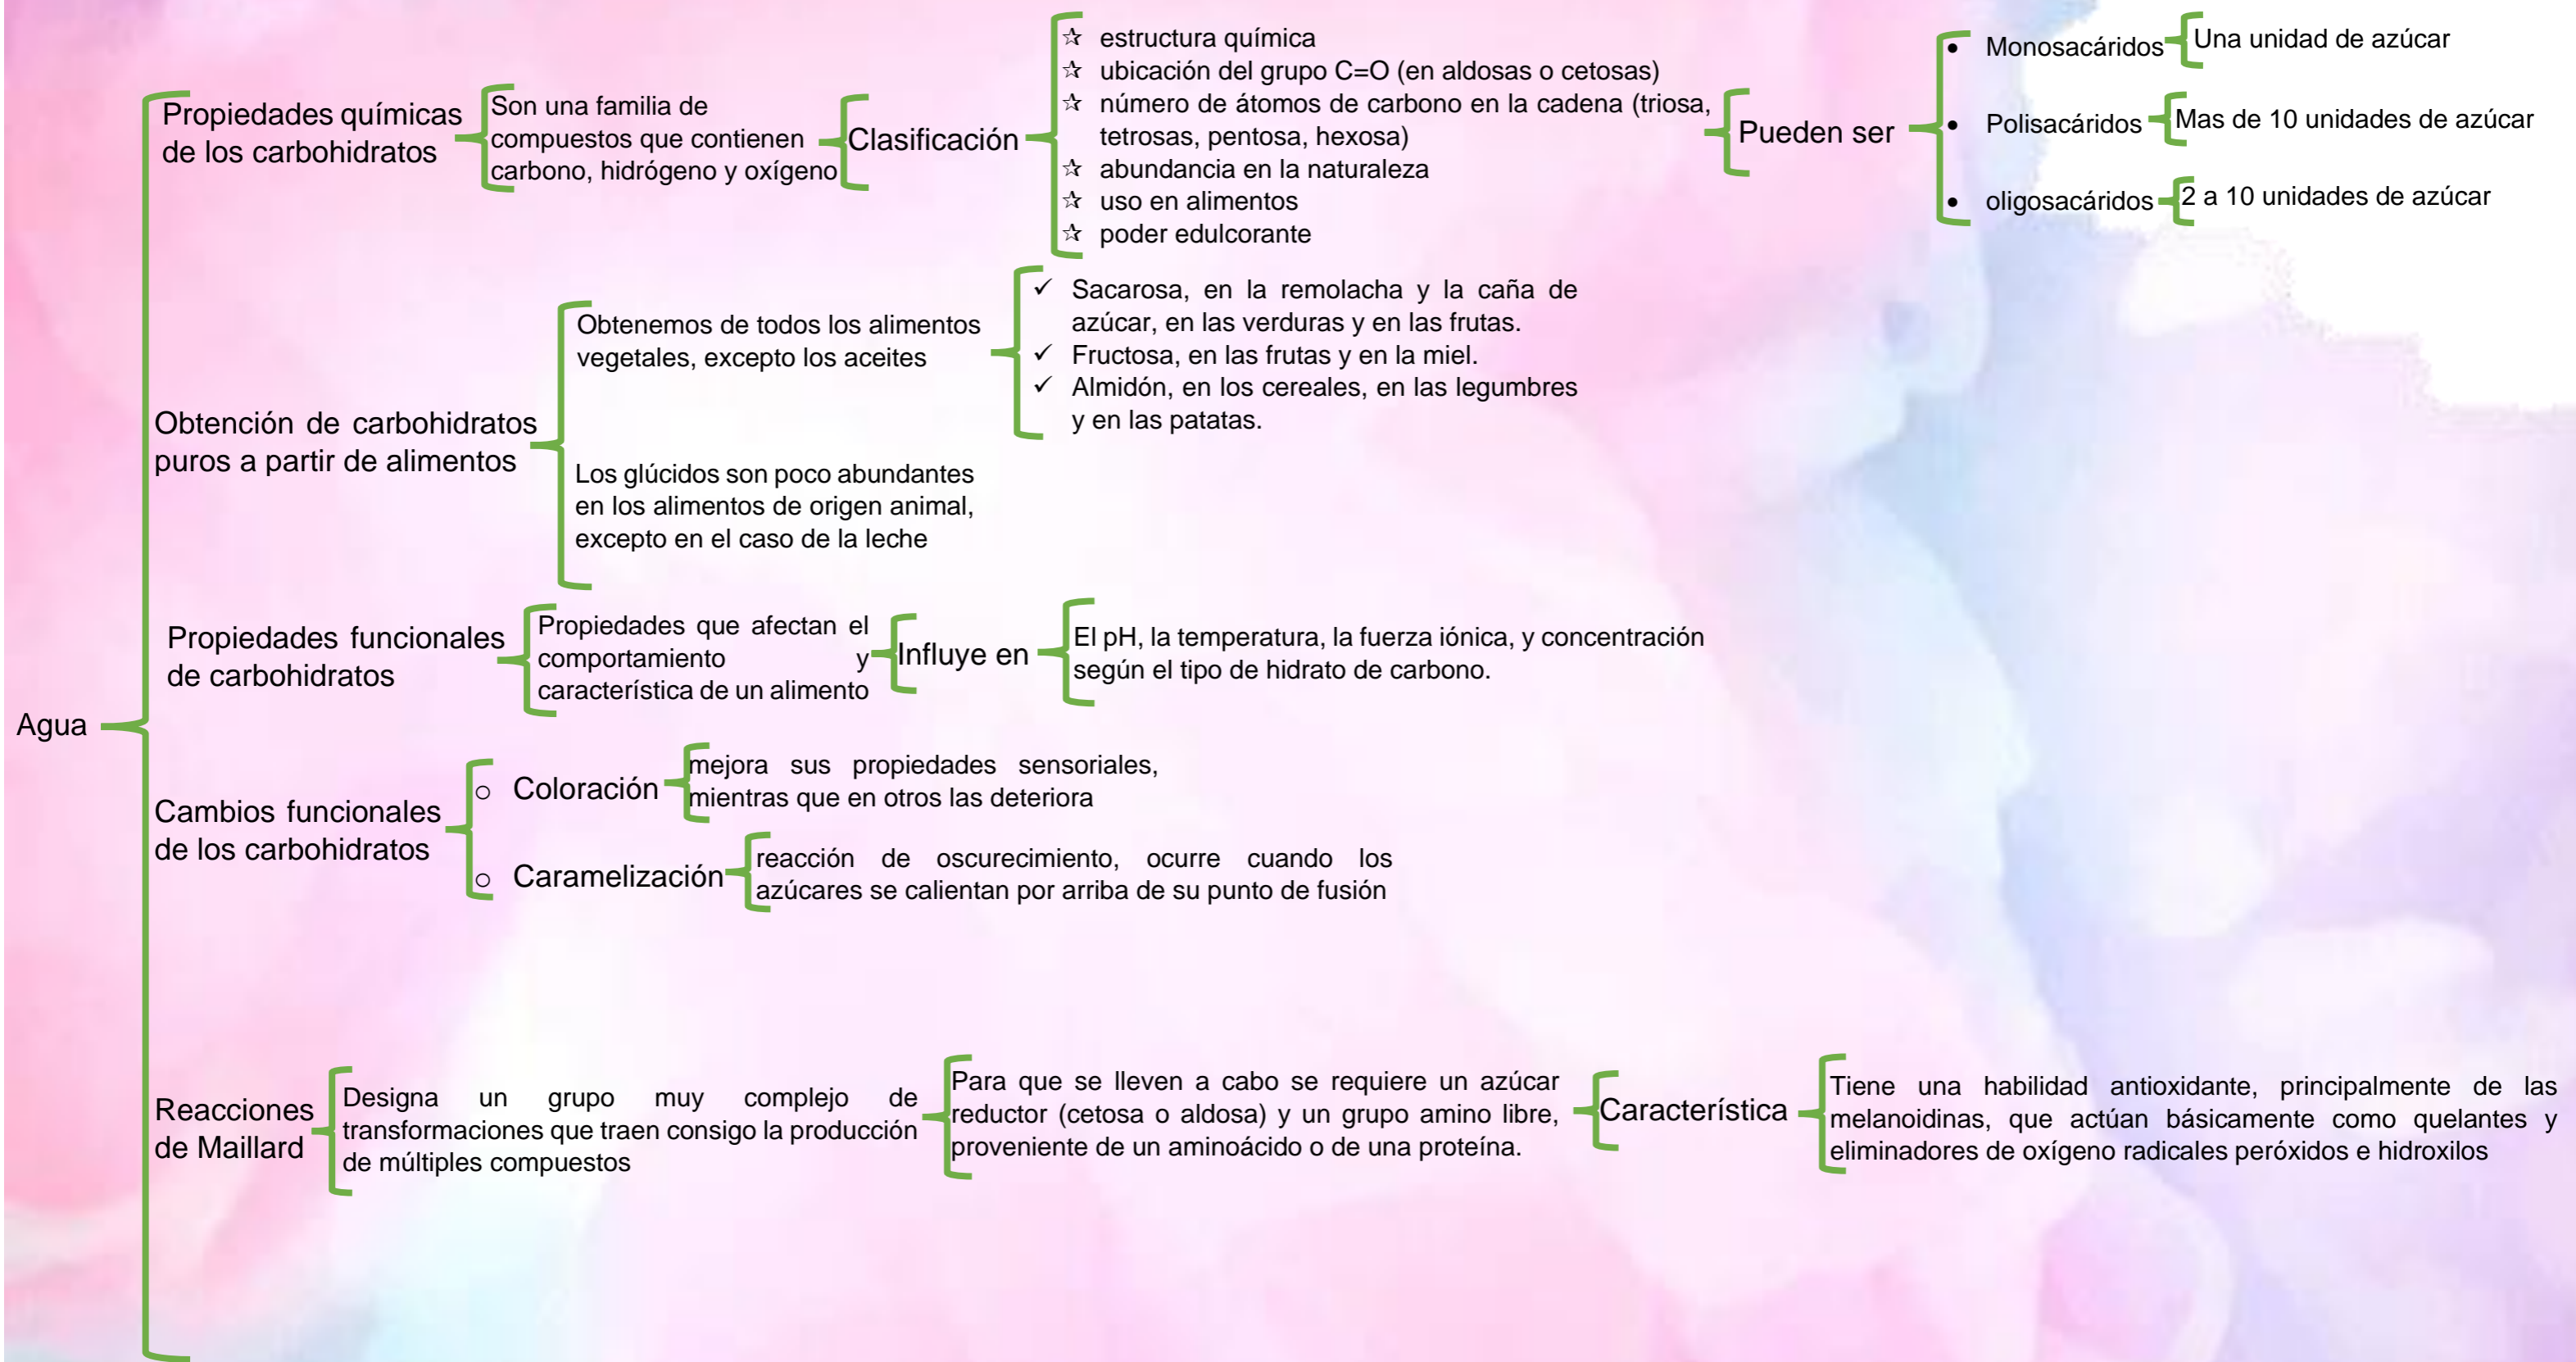 Agua
Propiedades químicas
de los carbohidratos
Son una familia de
compuestos que contienen
carbono, hidrógeno y oxígeno
Clasificación
☆ estructura química
☆ ubicación del grupo C=O (en aldosas o cetosas)
☆ número de átomos de carbono en la cadena (triosa,
tetrosas, pentosa, hexosa)
☆ abundancia en la naturaleza
☆ uso en alimentos
☆ poder edulcorante
Pueden ser
• Monosacáridos
Una unidad de azúcar
• Polisacáridos
Mas de 10 unidades de azúcar
• oligosacáridos
2 a 10 unidades de azúcar
Obtención de carbohidratos
puros a partir de alimentos
Obtenemos de todos los alimentos
vegetales, excepto los aceites
✓ Sacarosa, en la remolacha y la caña de
azúcar, en las verduras y en las frutas.
✓ Fructosa, en las frutas y en la miel.
✓ Almidón, en los cereales, en las legumbres
y en las patatas.
Los glúcidos son poco abundantes
en los alimentos de origen animal,
excepto en el caso de la leche
Propiedades funcionales
de carbohidratos
Propiedades que afectan el
comportamiento y
característica de un alimento
Influye en
El pH, la temperatura, la fuerza iónica, y concentración
según el tipo de hidrato de carbono.
Cambios funcionales
de los carbohidratos
o Coloración
mejora sus propiedades sensoriales,
mientras que en otros las deteriora
o Caramelización
reacción de oscurecimiento, ocurre cuando los
azúcares se calientan por arriba de su punto de fusión
Reacciones
de Maillard
Designa un grupo muy complejo de
transformaciones que traen consigo la producción
de múltiples compuestos
Para que se lleven a cabo se requiere un azúcar
reductor (cetosa o aldosa) y un grupo amino libre,
proveniente de un aminoácido o de una proteína.
Característica
Tiene una habilidad antioxidante, principalmente de las
melanoidinas, que actúan básicamente como quelantes y
eliminadores de oxígeno radicales peróxidos e hidroxilos